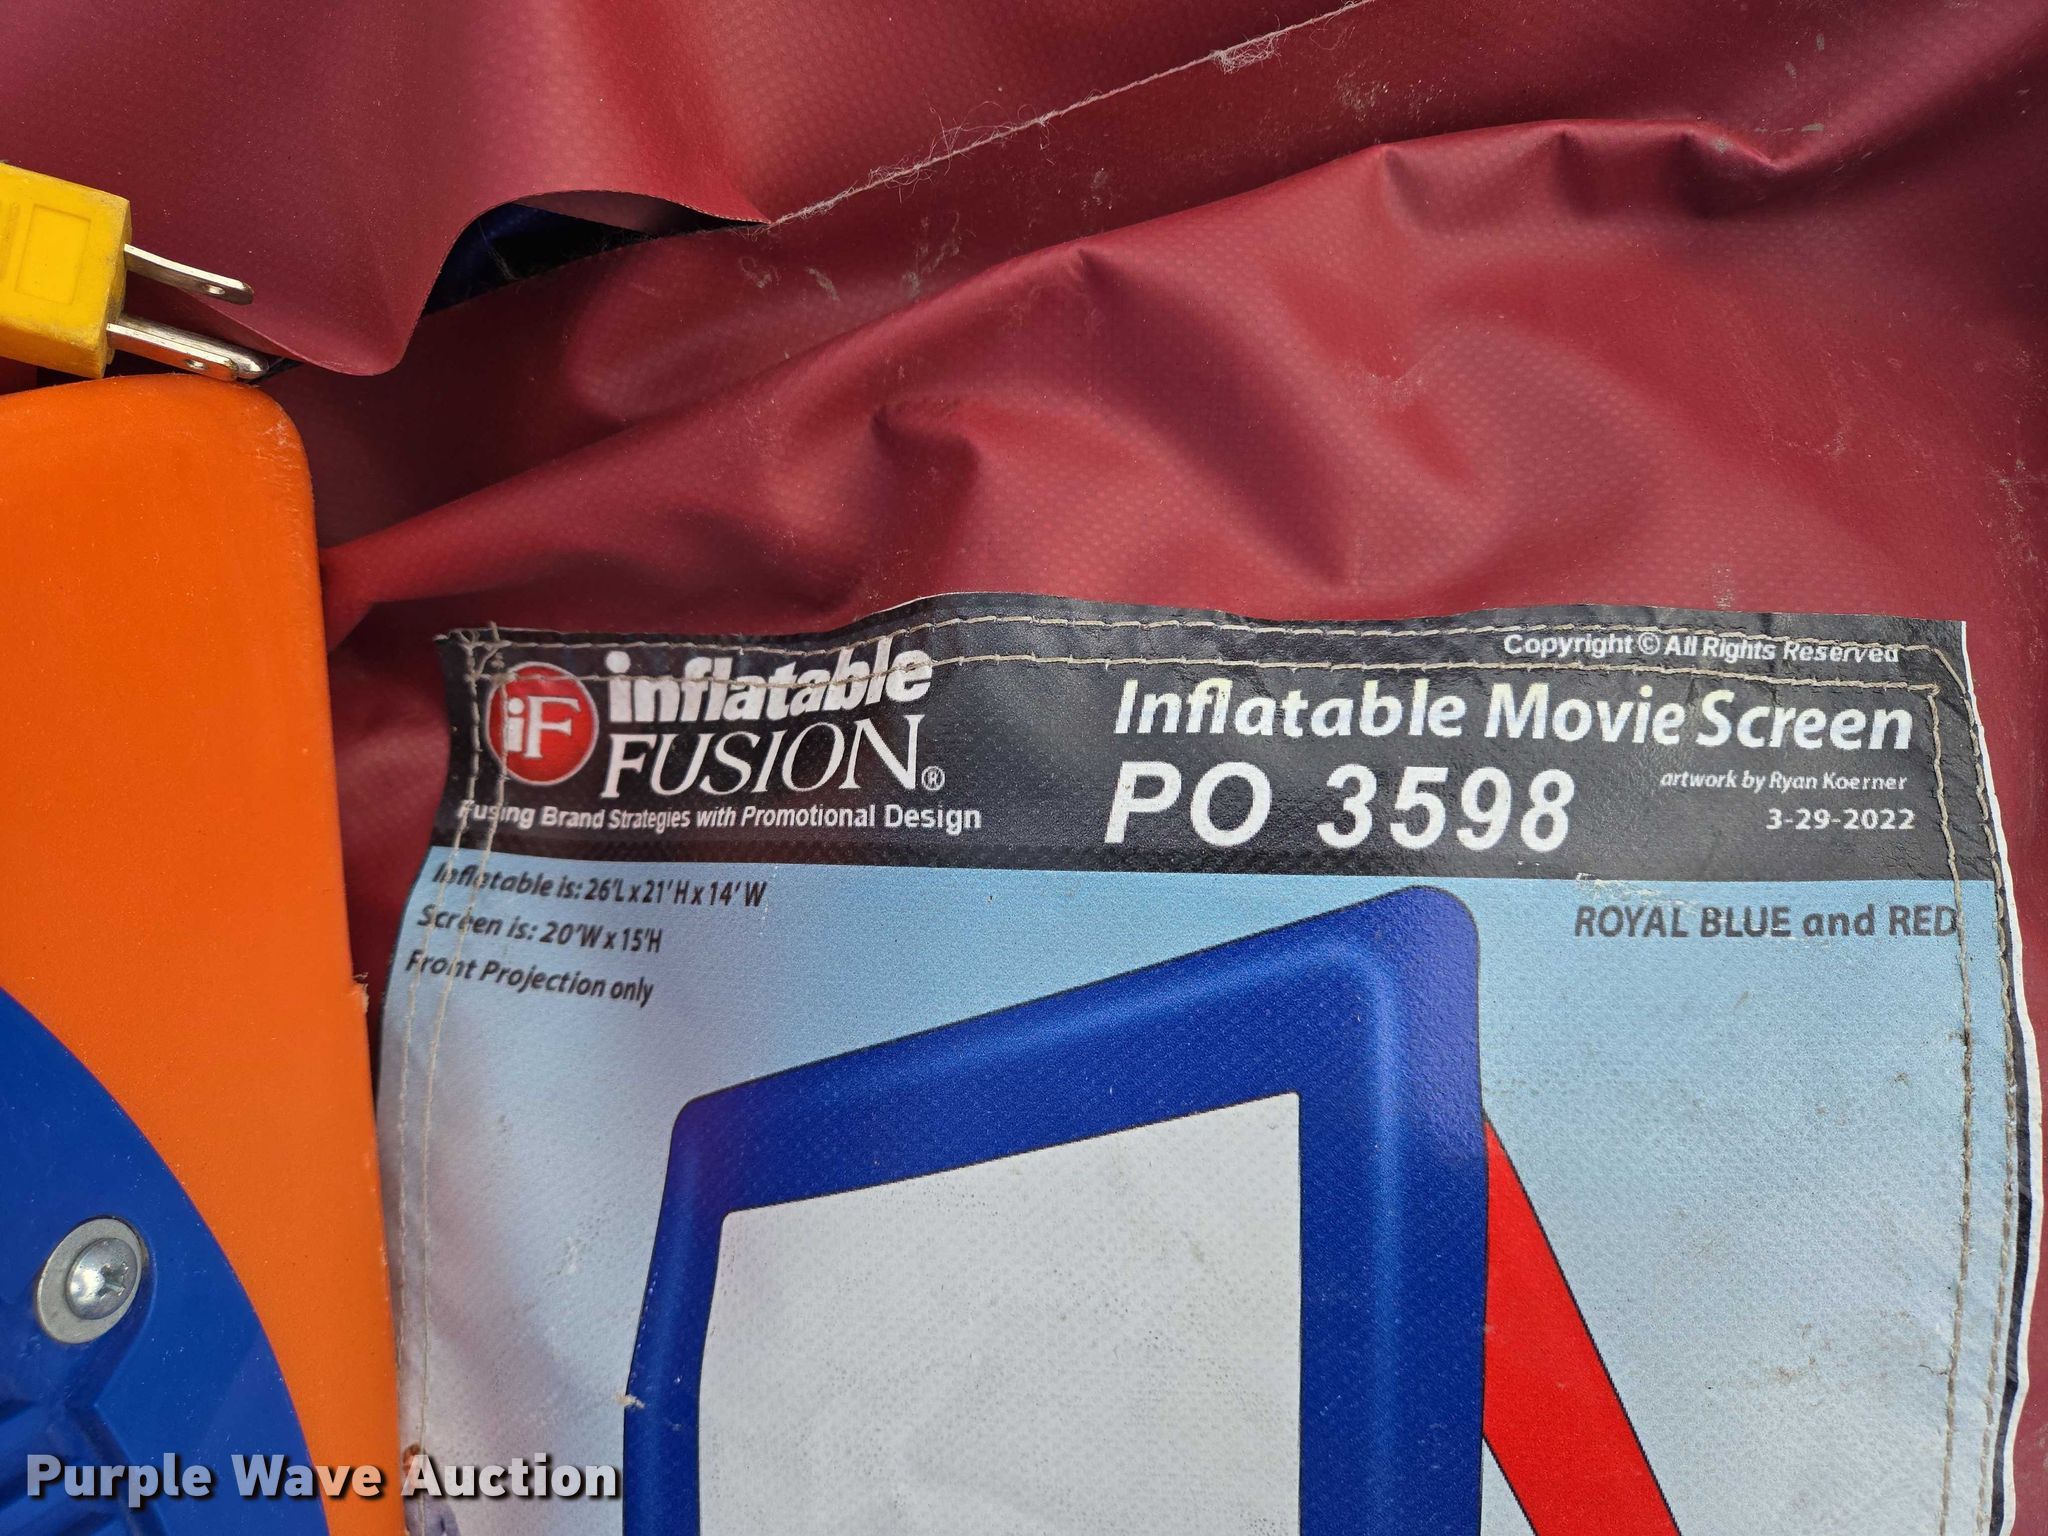 Copyright © All Rights Reserved
iF inflatable
FUSION®
Fusing Brand Strategies with Promotional Design
Inflatable Movie Screen
PO 3598
artwork by Ryan Koerner
3-29-2022
Inflatable is: 26'L x 21' H x 14' W
Screen is: 20'W x 15'H
Front Projection only
ROYAL BLUE and RED
Purple Wave Auction